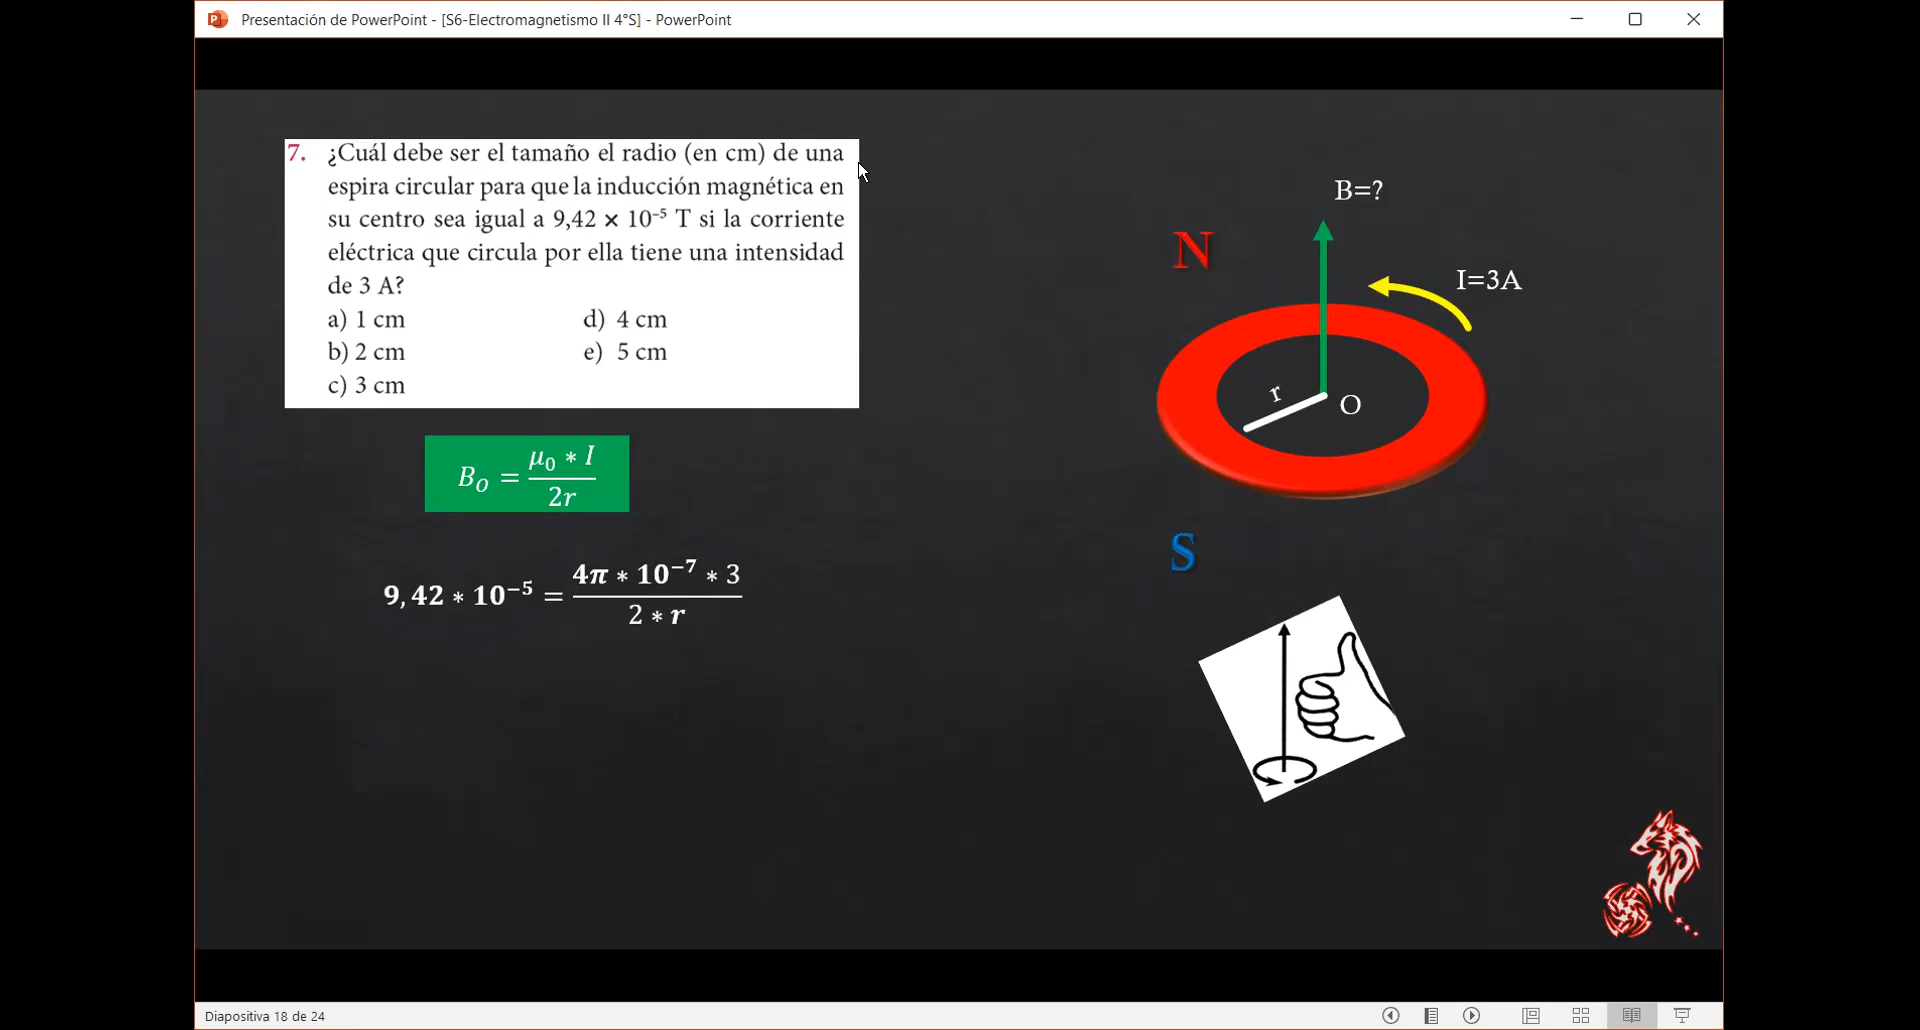 Presentación de PowerPoint - [S6-Electromagnetismo II 4°S] - PowerPoint
7. ¿Cuál debe ser el tamaño el radio (en cm) de una
espira circular para que la inducción magnética en
su centro sea igual a 9,42 × 10⁻⁵ T si la corriente
eléctrica que circula por ella tiene una intensidad
de 3 A?
a) 1 cm d) 4 cm
b) 2 cm e) 5 cm
c) 3 cm
B_O = (μ₀ * I) / (2r)
9,42 * 10⁻⁵ = (4π * 10⁻⁷ * 3) / (2 * r)
B=?
N
I=3A
r
O
S
Diapositiva 18 de 24